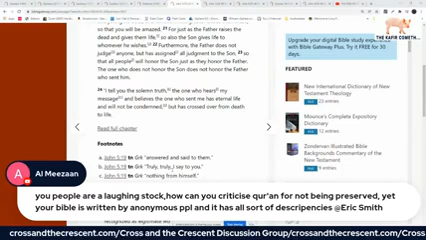 THE KAFIR COMETH...
so that you will be amazed. 21 For just as the Father raises the
dead and gives them life, so also the Son gives life to
whomever he wishes. 22 Furthermore, the Father does not
judge anyone, but has assigned all judgment to the Son, 23 so
that all people will honor the Son just as they honor the Father.
The one who does not honor the Son does not honor the Father
who sent him.
24 "I tell you the solemn truth, the one who hears my
message and believes the one who sent me has eternal life
and will not be condemned, but has crossed over from death
to life.
Read full chapter
Footnotes
a. John 5:19 tn Grk "answered and said to them."
b. John 5:19 tn Grk "Truly, truly, I say to you."
c. John 5:19 tn Grk "nothing from himself."
Upgrade your digital Bible study
with Bible Gateway Plus. Try it FREE for 30
days.
FEATURED
New International Dictionary of New
Testament Theology
entries
Mounce's Complete Expository
Dictionary
entries
Zondervan Illustrated Bible
Backgrounds Commentary of the
New Testament
Al Meezaan
you people are a laughing stock,how can you criticise qur'an for not being preserved, yet
your bible is written by anonymous ppl and it has all sort of descripencies @Eric Smith
crossandthecrescent.com/Cross and the Crescent Discussion Group/crossandthecrescent.com/Cro